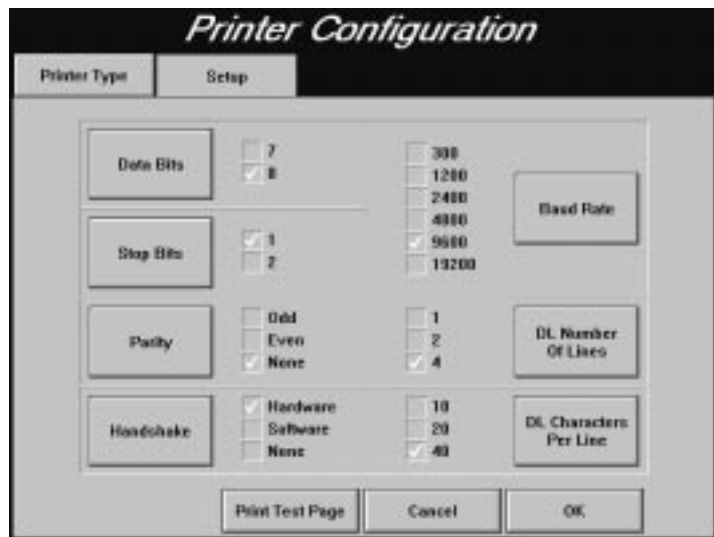 Printer Configuration
Printer Type
Setup
Data Bits
7
8
Stop Bits
1
2
Parity
Odd
Even
None
Handshake
Hardware
Software
None
300
1200
2400
4800
9600
19200
Baud Rate
1
2
4
DL Number
Of Lines
10
20
40
DL Characters
Per Line
Print Test Page
Cancel
OK